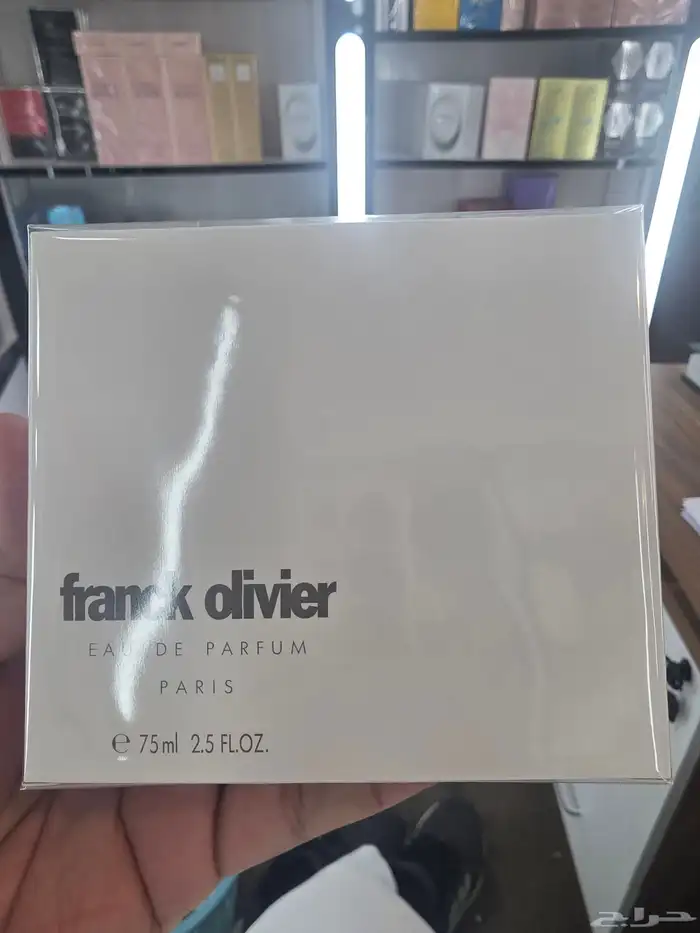 franck olivier
EAU DE PARFUM
PARIS
e 75ml 2.5 FL.OZ.
حراج